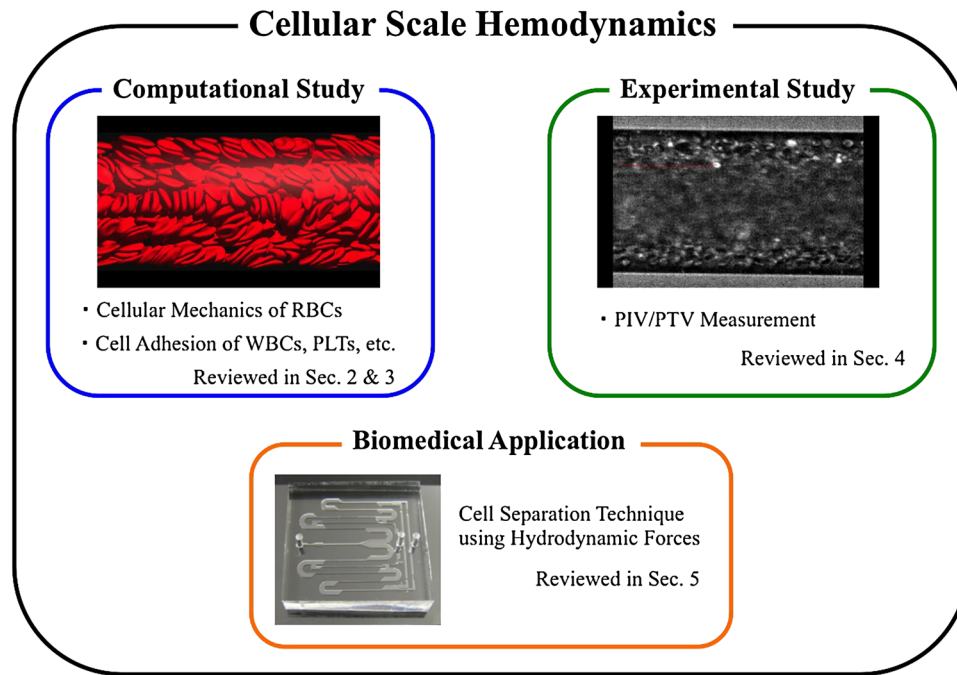 Cellular Scale Hemodynamics
Computational Study
・Cellular Mechanics of RBCs
・Cell Adhesion of WBCs, PLTs, etc.
Reviewed in Sec. 2 & 3
Experimental Study
・PIV/PTV Measurement
Reviewed in Sec. 4
Biomedical Application
Cell Separation Technique
using Hydrodynamic Forces
Reviewed in Sec. 5